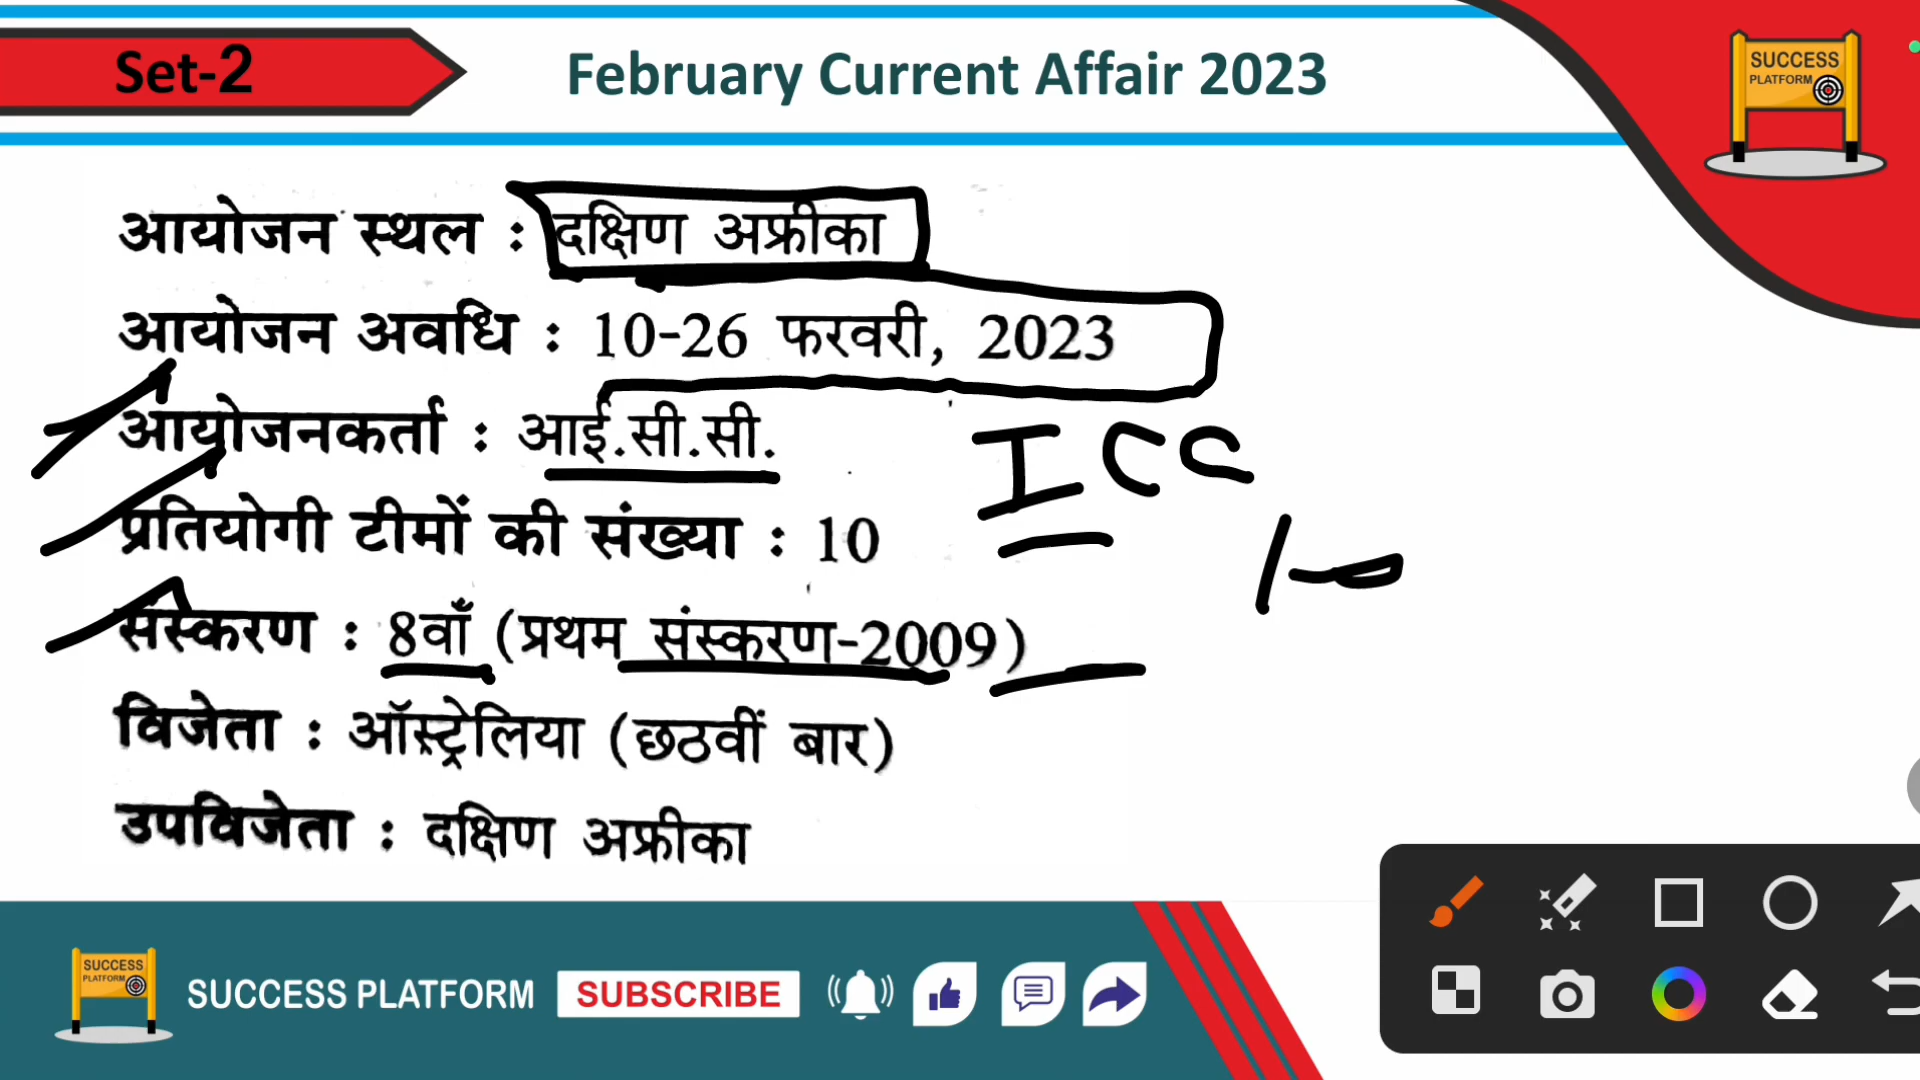 Set-2
February Current Affair 2023
SUCCESS
PLATFORM
आयोजन स्थल : दक्षिण अफ्रीका
आयोजन अवधि : 10-26 फरवरी, 2023
आयोजनकर्ता : आई.सी.सी.
ICC
प्रतियोगी टीमों की संख्या : 10
10
संस्करण : 8वाँ (प्रथम संस्करण-2009)
विजेता : ऑस्ट्रेलिया (छठवीं बार)
उपविजेता : दक्षिण अफ्रीका
SUCCESS
PLATFORM
SUCCESS PLATFORM
SUBSCRIBE